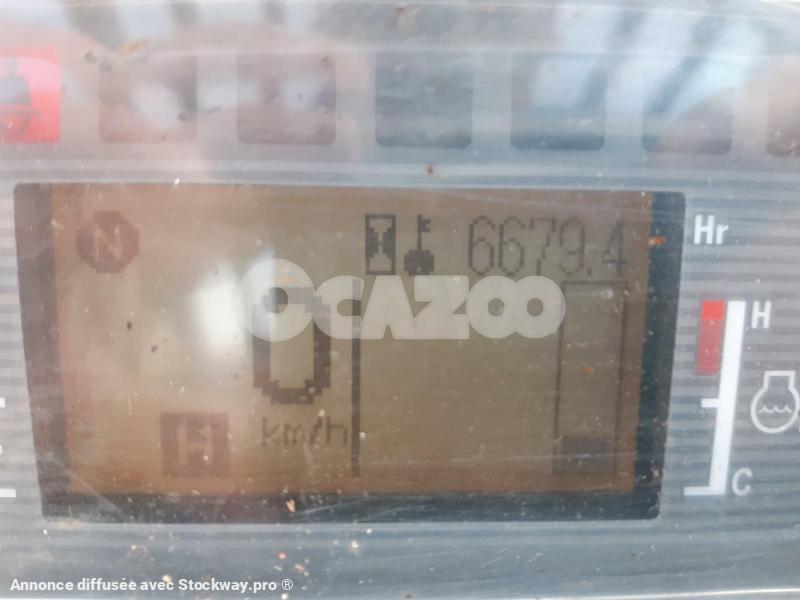 N
6679.4
Hr
OCAZOO
0
H
km/h
H
C
Annonce diffusée avec Stockway.pro ®